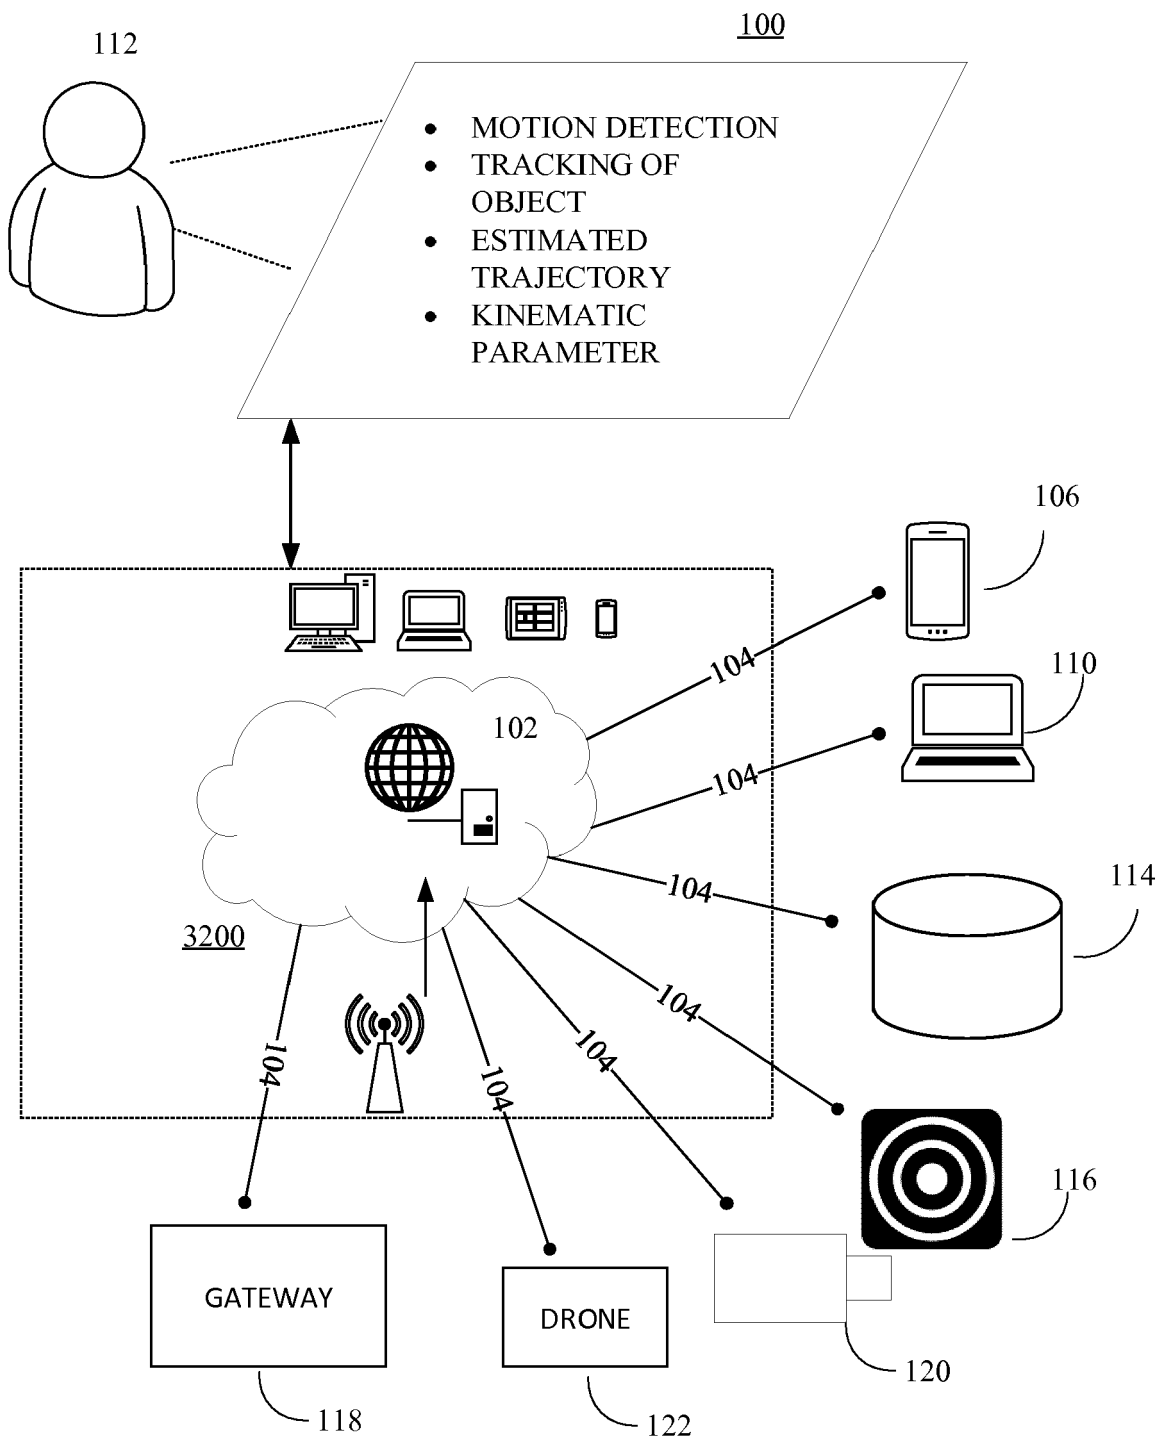 100
112
• MOTION DETECTION
• TRACKING OF
OBJECT
• ESTIMATED
TRAJECTORY
• KINEMATIC
PARAMETER
106
104
110
102
104
104
114
3200
104
104
104
104
116
GATEWAY
DRONE
120
118
122